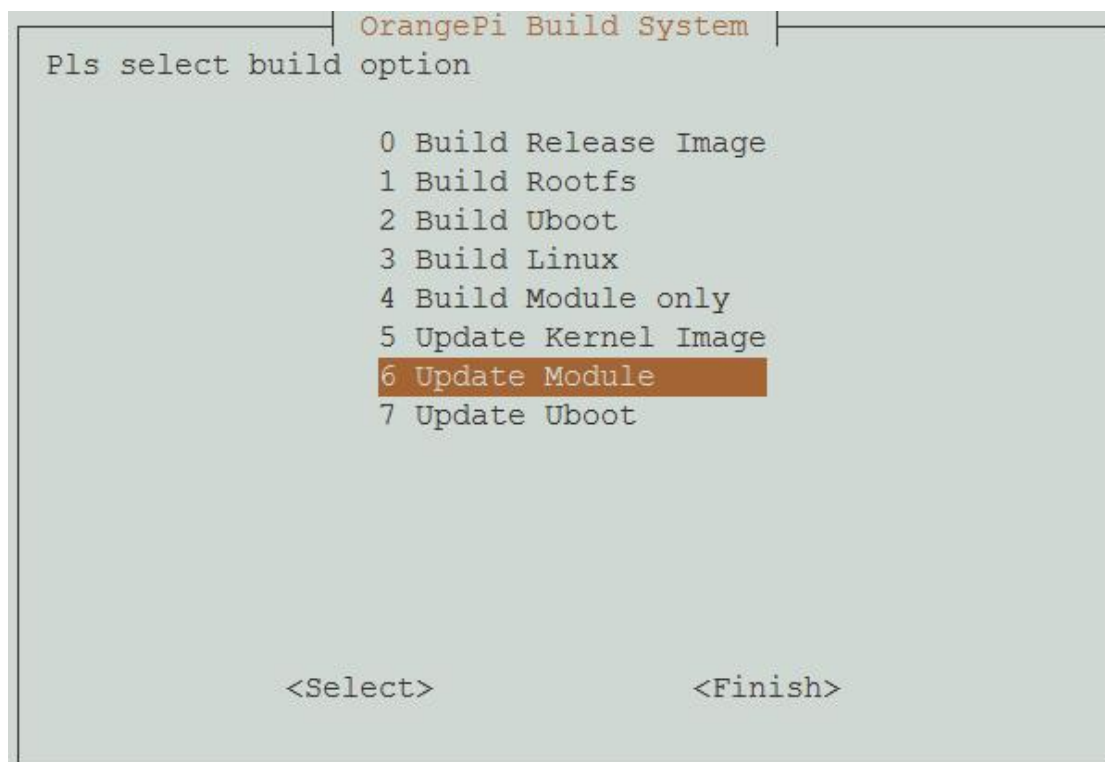 OrangePi Build System
Pls select build option
0 Build Release Image
1 Build Rootfs
2 Build Uboot
3 Build Linux
4 Build Module only
5 Update Kernel Image
6 Update Module
7 Update Uboot
<Select> <Finish>